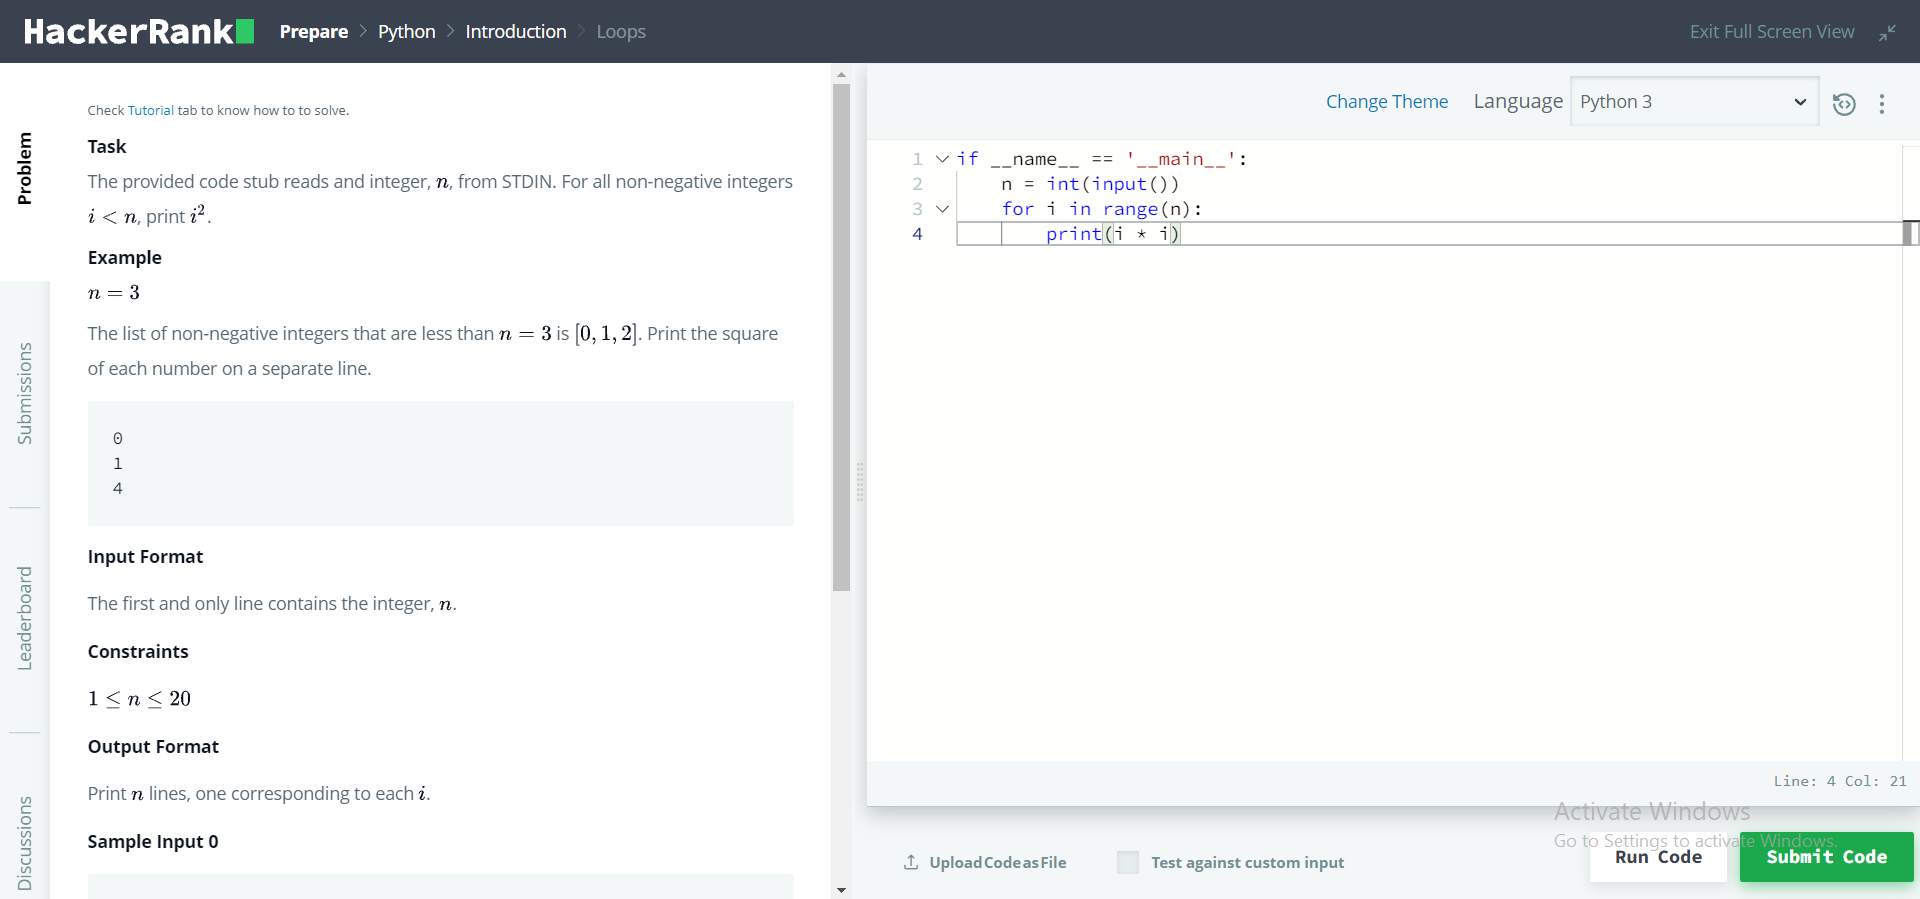 HackerRank
Prepare > Python > Introduction > Loops
Exit Full Screen View
Problem
Submissions
Leaderboard
Discussions
Check Tutorial tab to know how to to solve.
Task
The provided code stub reads and integer, n, from STDIN. For all non-negative integers
i < n, print i².
Example
n = 3
The list of non-negative integers that are less than n = 3 is [0, 1, 2]. Print the square
of each number on a separate line.
0
1
4
Input Format
The first and only line contains the integer, n.
Constraints
1 ≤ n ≤ 20
Output Format
Print n lines, one corresponding to each i.
Sample Input 0
Change Theme Language Python 3
1 if __name__ == '__main__':
2     n = int(input())
3     for i in range(n):
4         print(i * i)
Line: 4 Col: 21
Activate Windows
Go to Settings to activate Windows.
Upload Code as File
Test against custom input
Run Code
Submit Code